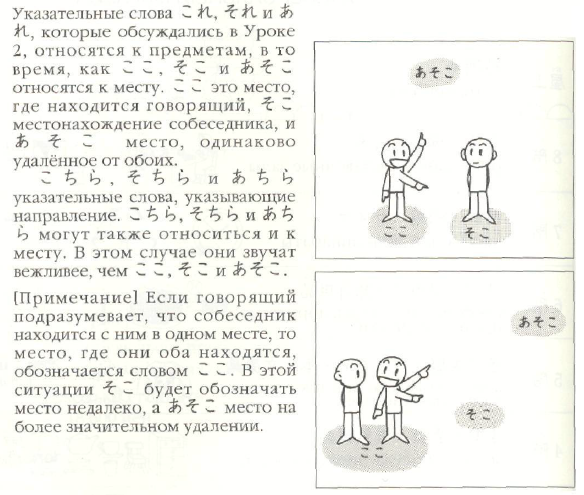 Указательные слова これ, それ и あ
れ, которые обсуждались в Уроке
2, относятся к предметам, в то
время, как ここ, そこ и あそこ
относятся к месту. ここ это место,
где находится говорящий, そこ
местонахождение собеседника, и
あそこ место, одинаково
удалённое от обоих.
こちら, そちら и あちら
указательные слова, указывающие
направление. こちら, そちら и あち
ら могут также относиться и к
месту. В этом случае они звучат
вежливее, чем ここ, そこ и あそこ.
[Примечание] Если говорящий
подразумевает, что собеседник
находится с ним в одном месте, то
место, где они оба находятся,
обозначается словом ここ. В этой
ситуации そこ будет обозначать
место недалеко, а あそこ место на
более значительном удалении.
あそこ
ここ
そこ
あそこ
そこ
ここ